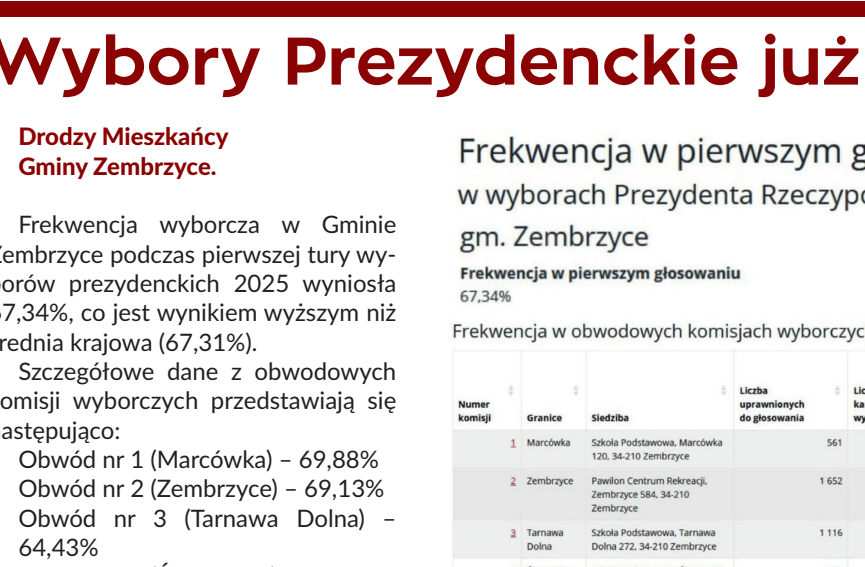 Wybory Prezydenckie już
Drodzy Mieszkańcy
Gminy Zembrzyce.
Frekwencja wyborcza w Gminie
Zembrzyce podczas pierwszej tury wy-
borów prezydenckich 2025 wyniosła
67,34%, co jest wynikiem wyższym niż
średnia krajowa (67,31%).
Szczegółowe dane z obwodowych
komisji wyborczych przedstawiają się
następująco:
Obwód nr 1 (Marcówka) – 69,88%
Obwód nr 2 (Zembrzyce) – 69,13%
Obwód nr 3 (Tarnawa Dolna) –
64,43%
Frekwencja w pierwszym
w wyborach Prezydenta
gm. Zembrzyce
Frekwencja w pierwszym głosowaniu
67,34%
Frekwencja w obwodowych komisjach
Numer komisji Granice Siedziba Liczba uprawnionych do głosowania
1 Marcówka Szkoła Podstawowa, Marcówka 561
120, 34-210 Zembrzyce
2 Zembrzyce Pawilon Centrum Rekreacji, 1 652
Zembrzyce 584, 34-210
Zembrzyce
3 Tarnawa Szkoła Podstawowa, Tarnawa 1 116
Dolna Dolna 272, 34-210 Zembrzyce